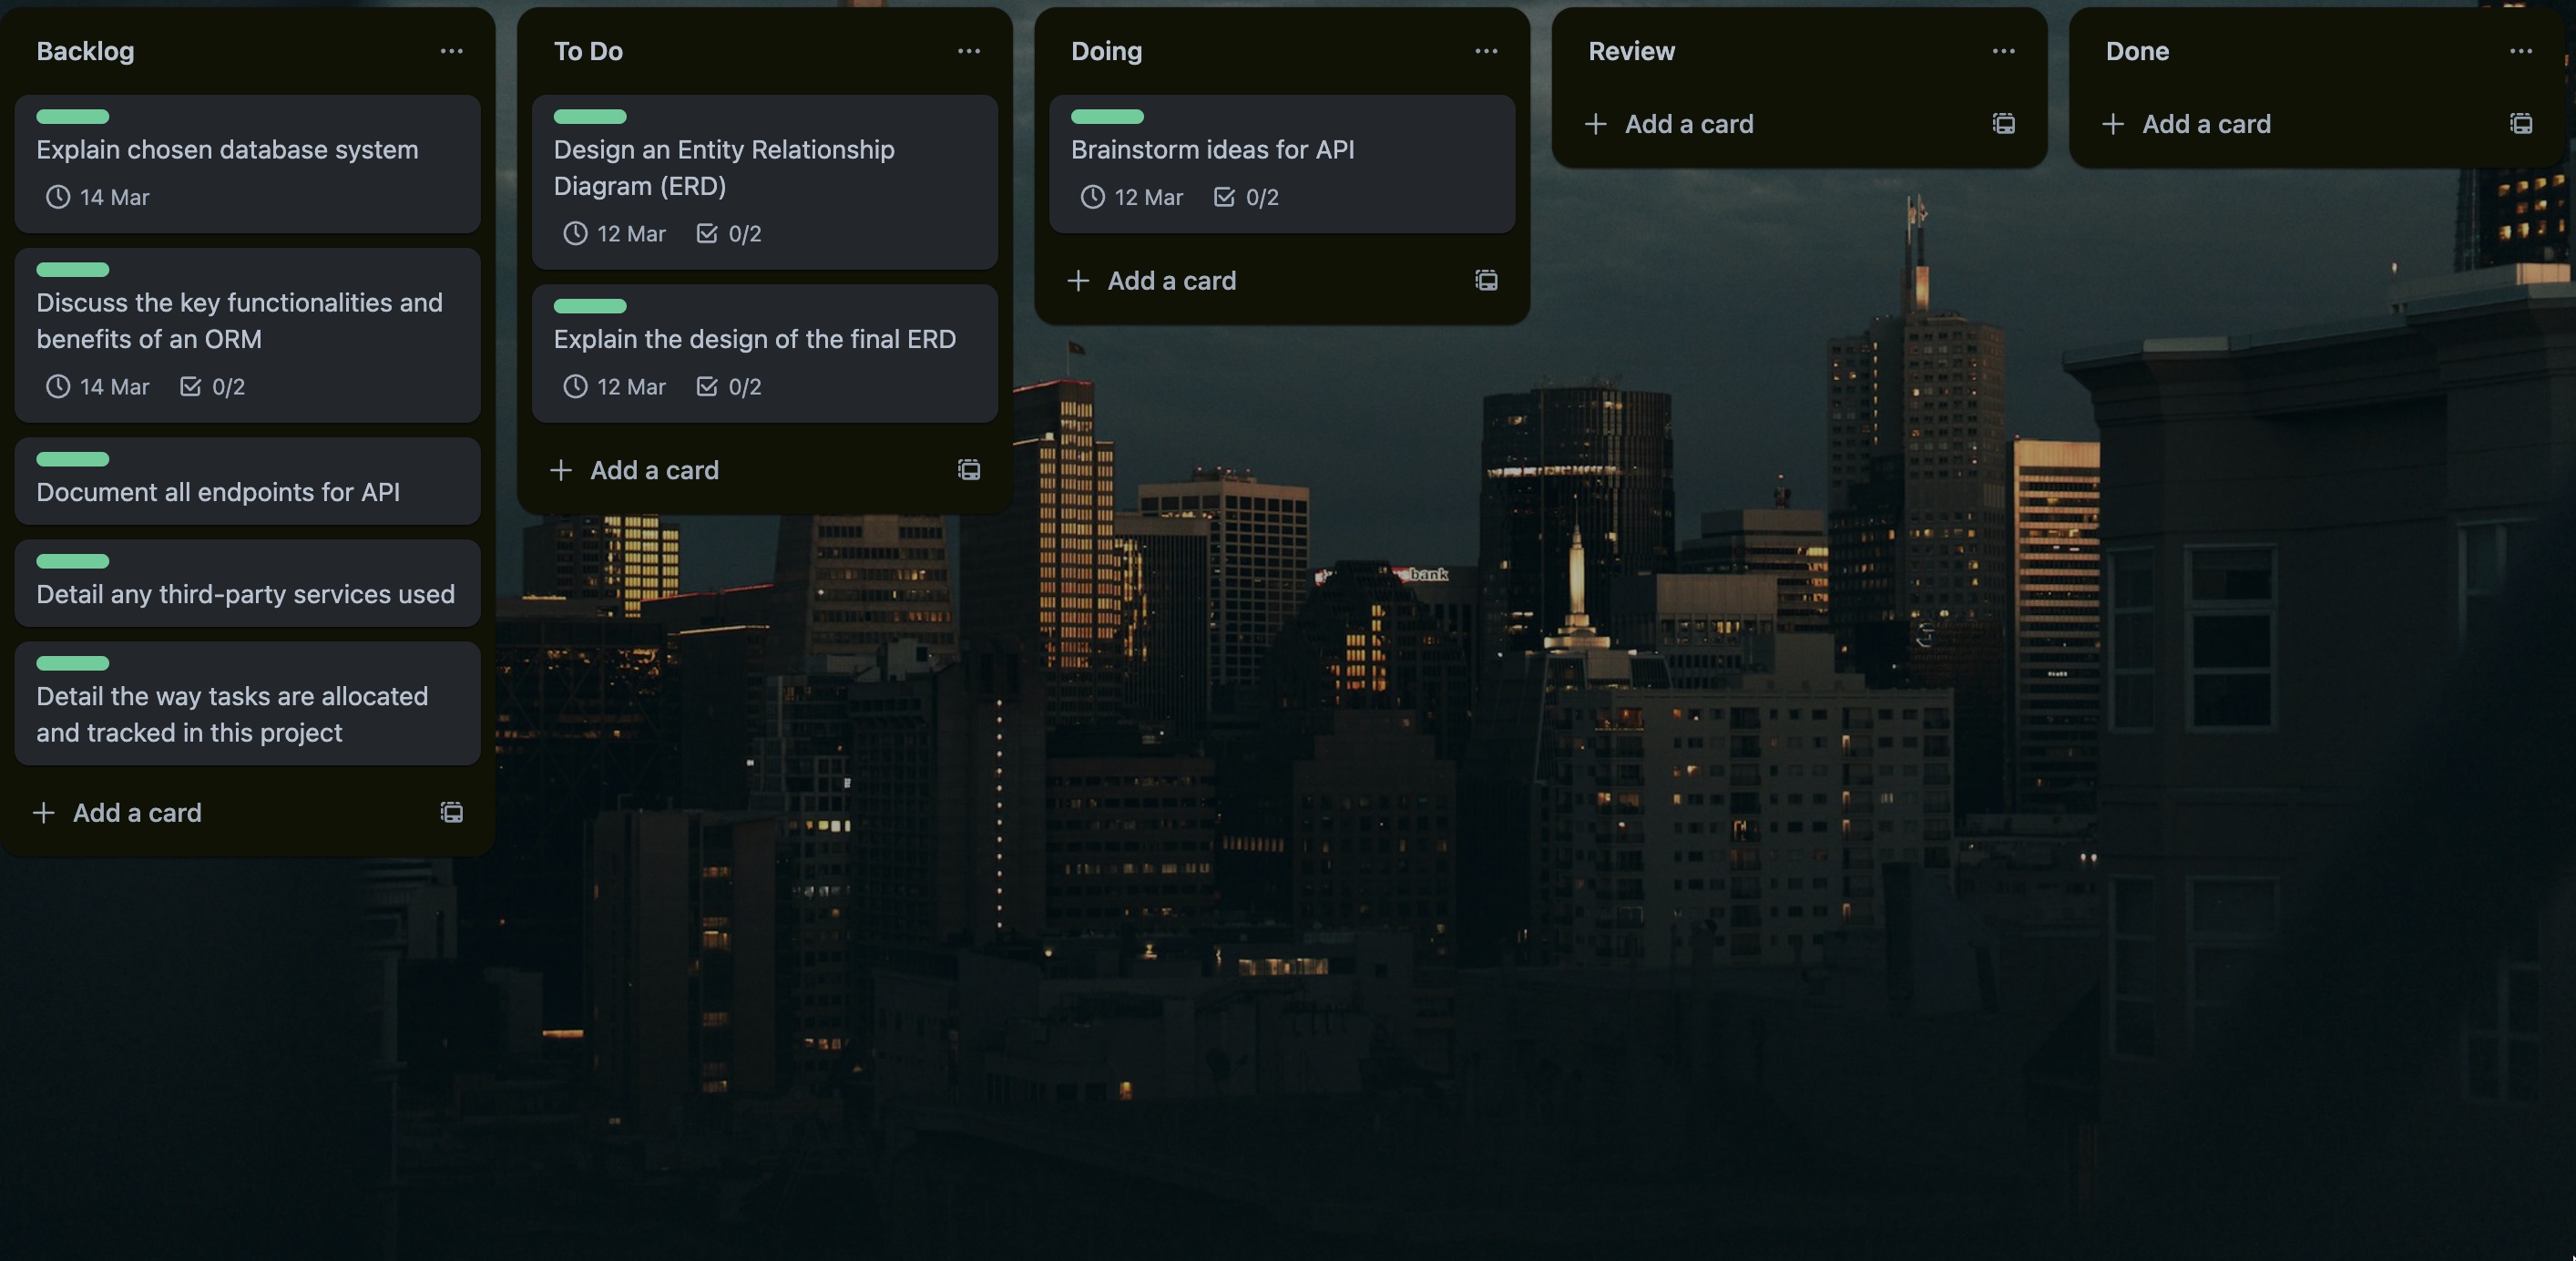 Backlog
Explain chosen database system
14 Mar
Discuss the key functionalities and
benefits of an ORM
14 Mar 0/2
Document all endpoints for API
Detail any third-party services used
Detail the way tasks are allocated
and tracked in this project
Add a card
To Do
Design an Entity Relationship
Diagram (ERD)
12 Mar 0/2
Explain the design of the final ERD
12 Mar 0/2
Add a card
Doing
Brainstorm ideas for API
12 Mar 0/2
Add a card
Review
Add a card
Done
Add a card
bank